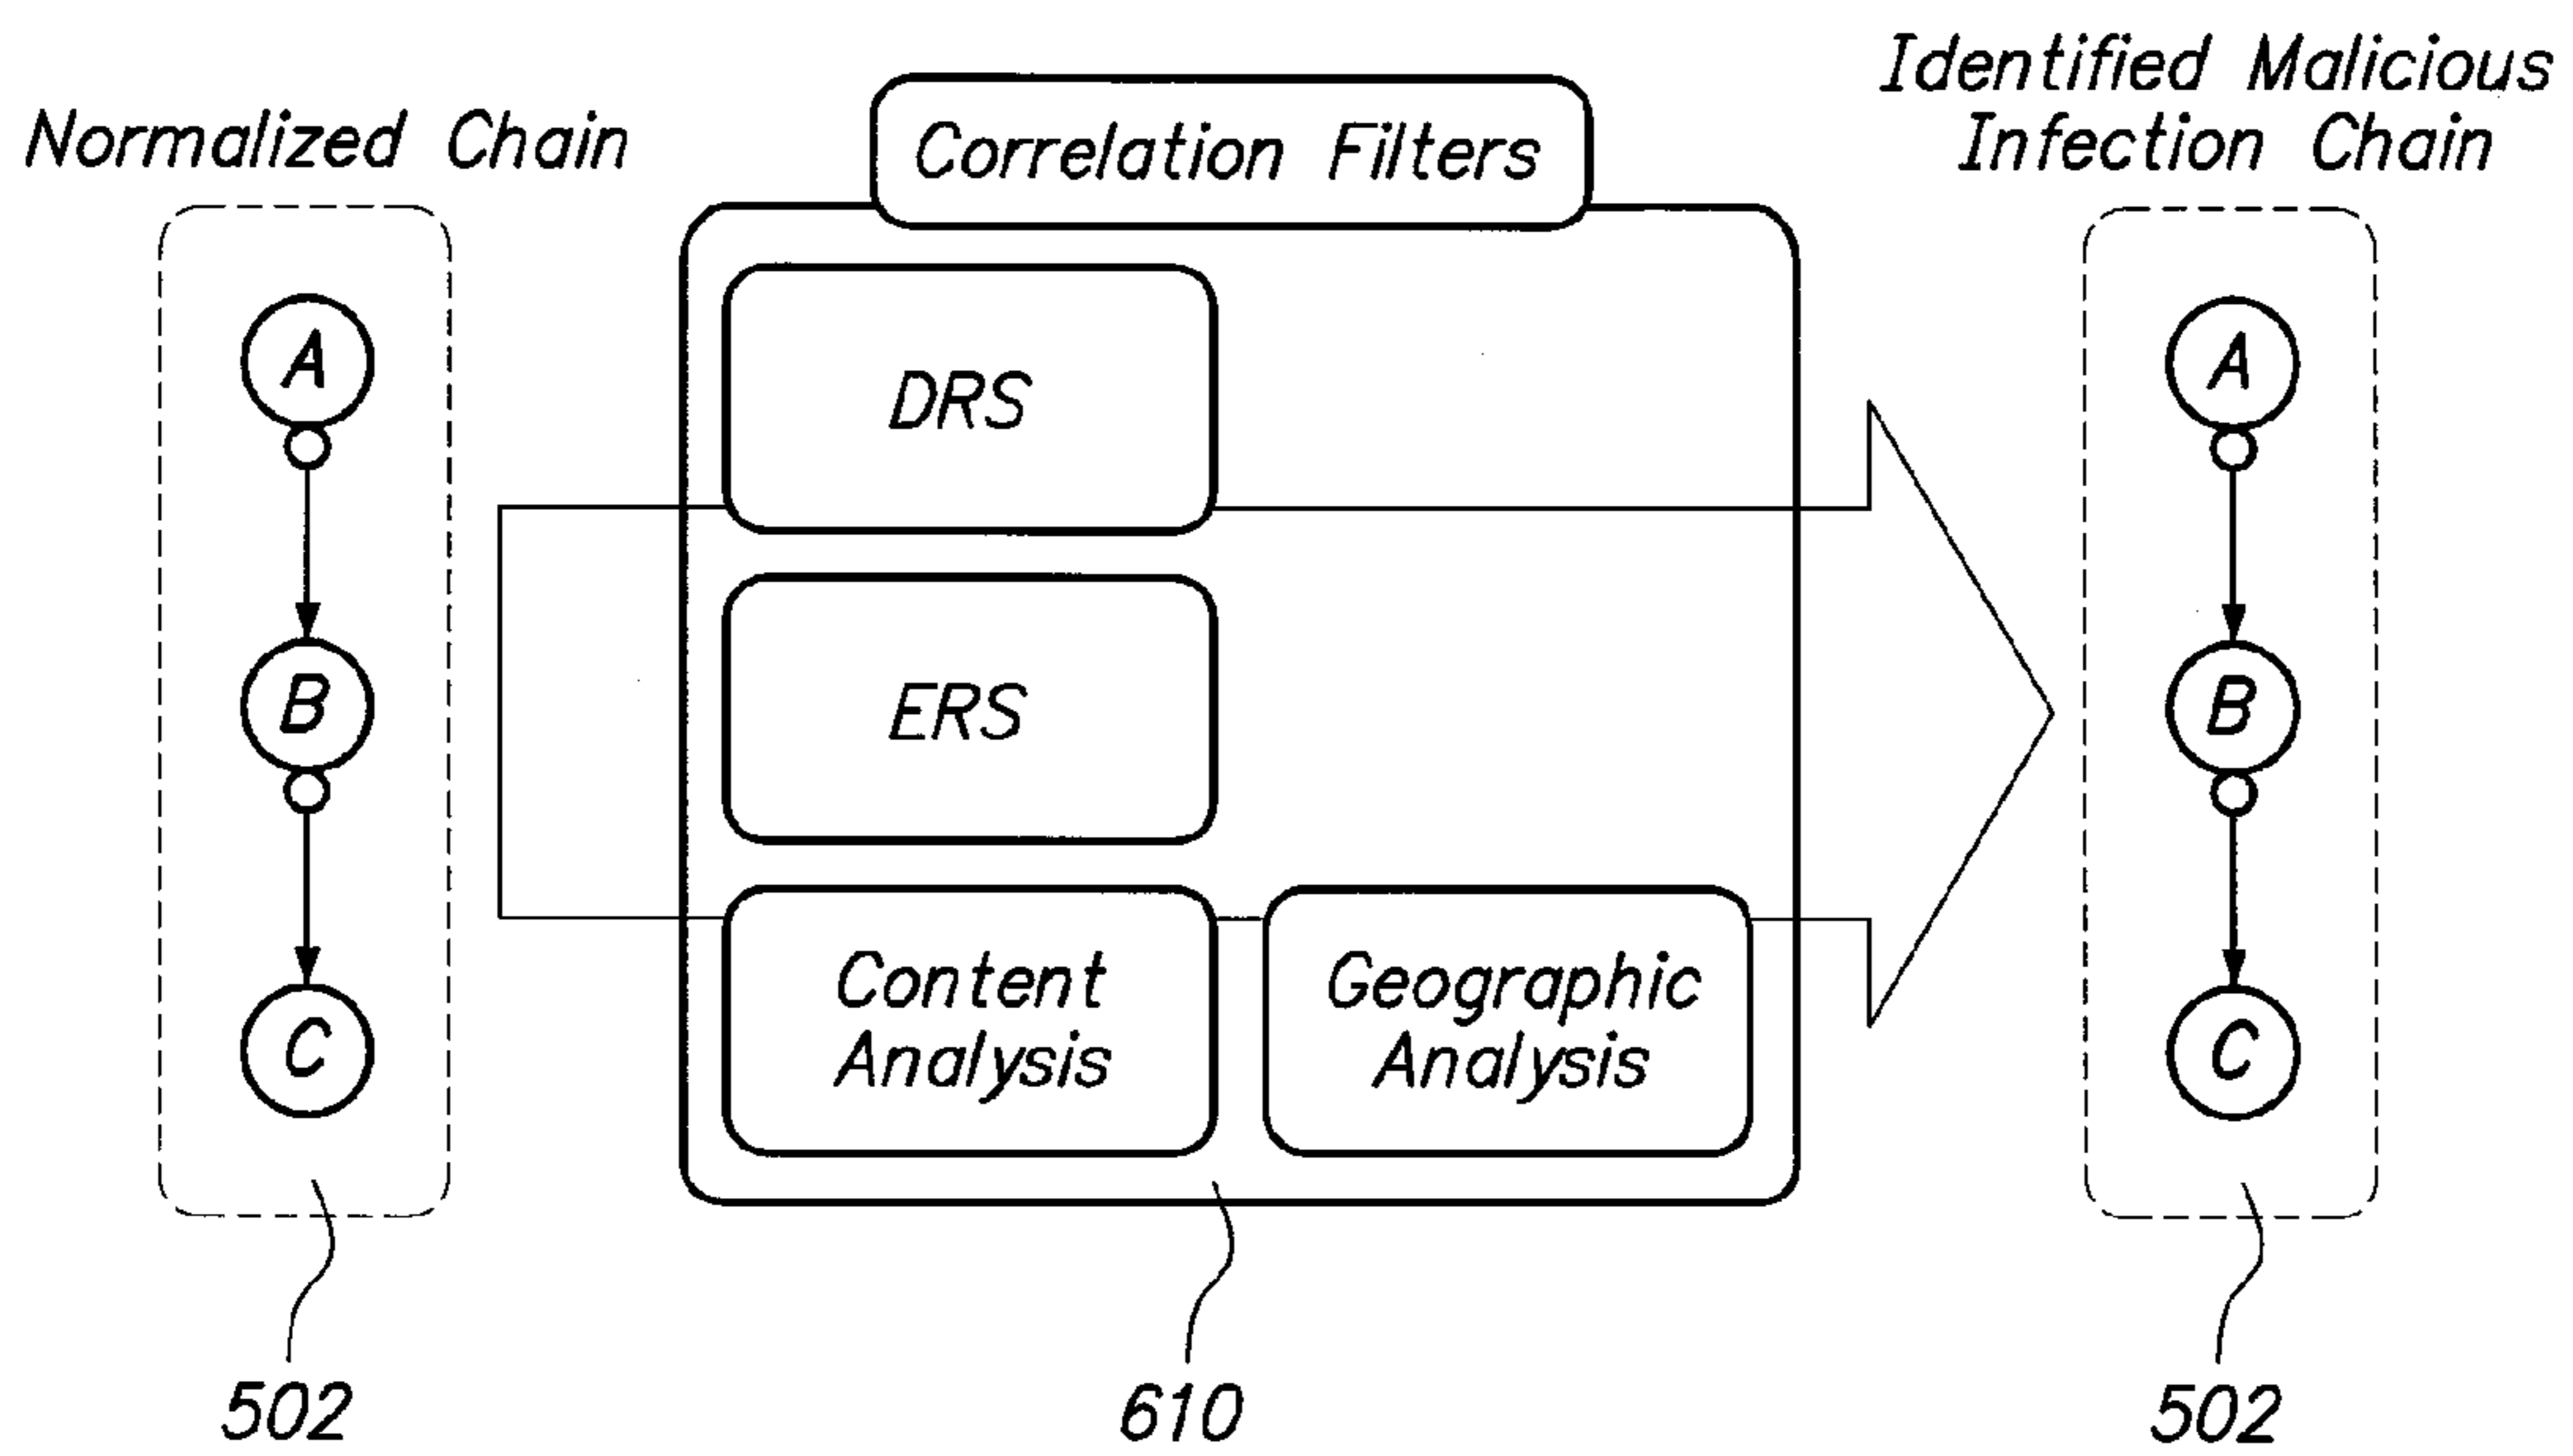 Normalized Chain
A
B
C
502
Correlation Filters
DRS
ERS
Content
Analysis
Geographic
Analysis
610
Identified Malicious
Infection Chain
A
B
C
502